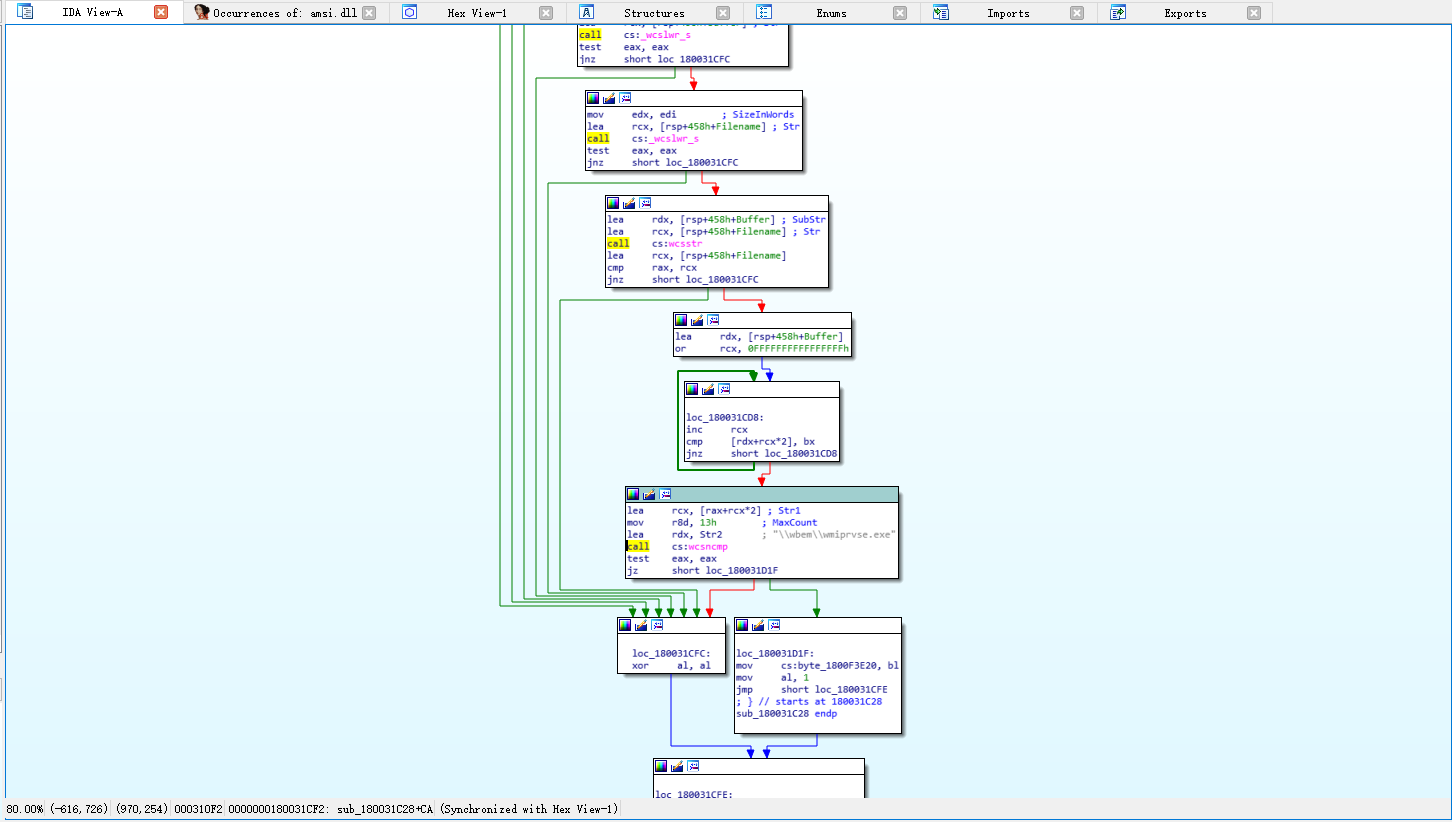 IDA View-A
Occurrences of: amsi.dll
Hex View-1
Structures
Enums
Imports
Exports
call cs:_wcslwr_s
test eax, eax
jnz short loc_180031CFC
mov edx, edi ; SizeInWords
lea rcx, [rsp+458h+Filename] ; Str
call cs:_wcslwr_s
test eax, eax
jnz short loc_180031CFC
lea rdx, [rsp+458h+Buffer] ; SubStr
lea rcx, [rsp+458h+Filename] ; Str
call cs:wcsstr
lea rcx, [rsp+458h+Filename]
cmp rax, rcx
jnz short loc_180031CFC
lea rdx, [rsp+458h+Buffer]
or rcx, 0FFFFFFFFFFFFFFFFh
loc_180031CD8:
inc rcx
cmp [rdx+rcx*2], bx
jnz short loc_180031CD8
lea rcx, [rax+rcx*2] ; Str1
mov r8d, 13h ; MaxCount
lea rdx, Str2 ; "\\wbem\\wmiprvse.exe"
call cs:wcsncmp
test eax, eax
jz short loc_180031D1F
loc_180031CFC:
xor al, al
loc_180031D1F:
mov cs:byte_1800F3E20, bl
mov al, 1
jmp short loc_180031CFE
; } // starts at 180031C28
sub_180031C28 endp
loc_180031CFE:
80.00% (-616,726) (970,254) 000310F2 0000000180031CF2: sub_180031C28+CA (Synchronized with Hex View-1)